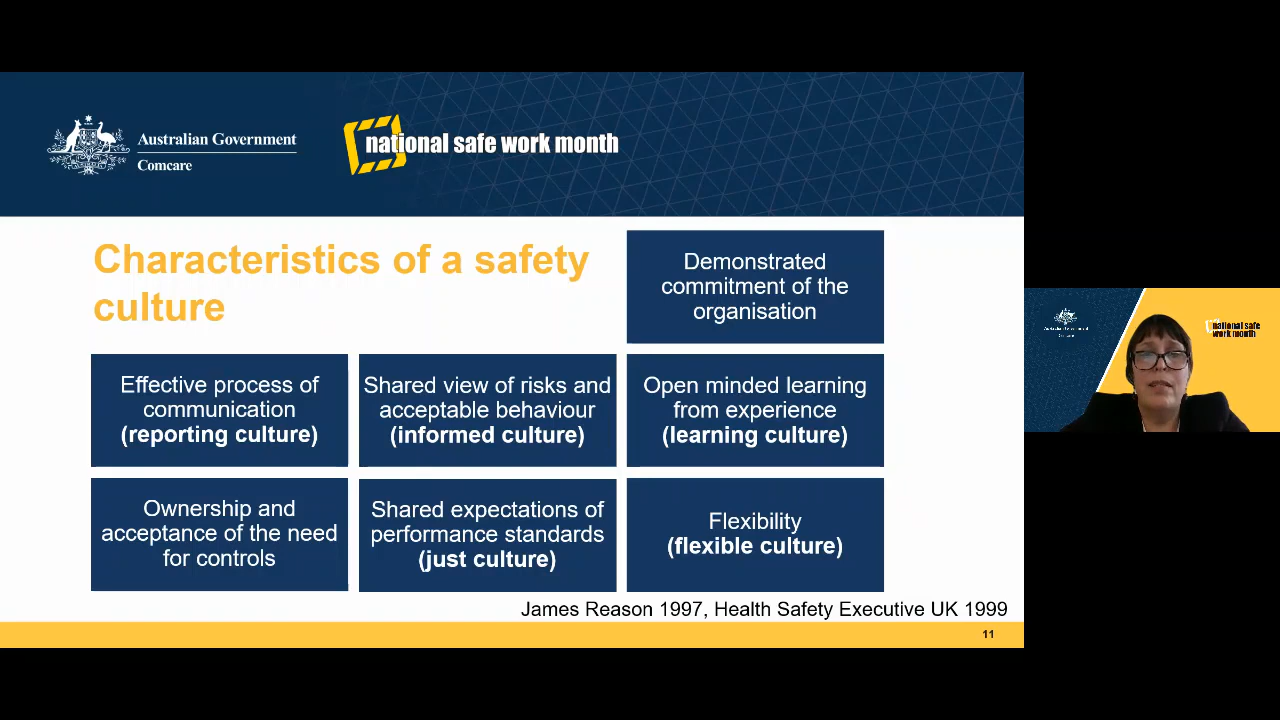 Australian Government
Comcare
national safe work month
Characteristics of a safety
culture
Demonstrated
commitment of the
organisation
Effective process of
communication
(reporting culture)
Shared view of risks and
acceptable behaviour
(informed culture)
Open minded learning
from experience
(learning culture)
Ownership and
acceptance of the need
for controls
Shared expectations of
performance standards
(just culture)
Flexibility
(flexible culture)
James Reason 1997, Health Safety Executive UK 1999
11
Australian Government
Comcare
national safe
work month